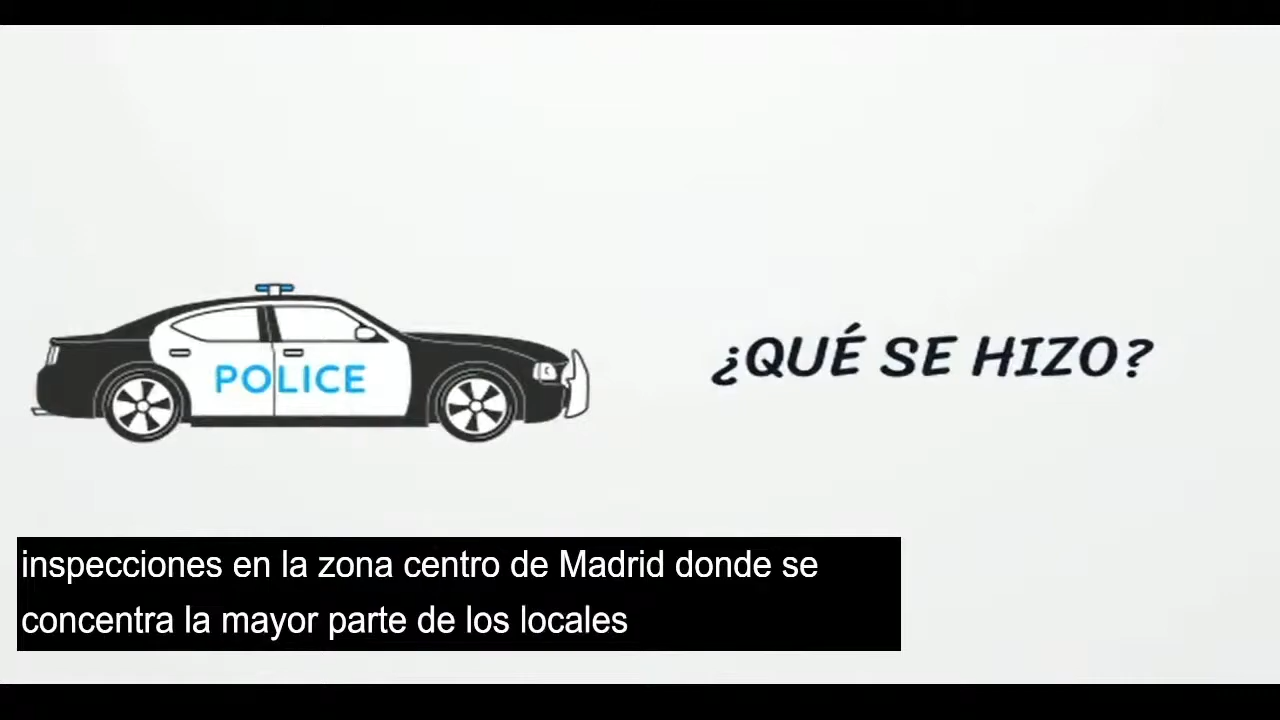 POLICE
¿QUÉ SE HIZO?
inspecciones en la zona centro de Madrid donde se
concentra la mayor parte de los locales